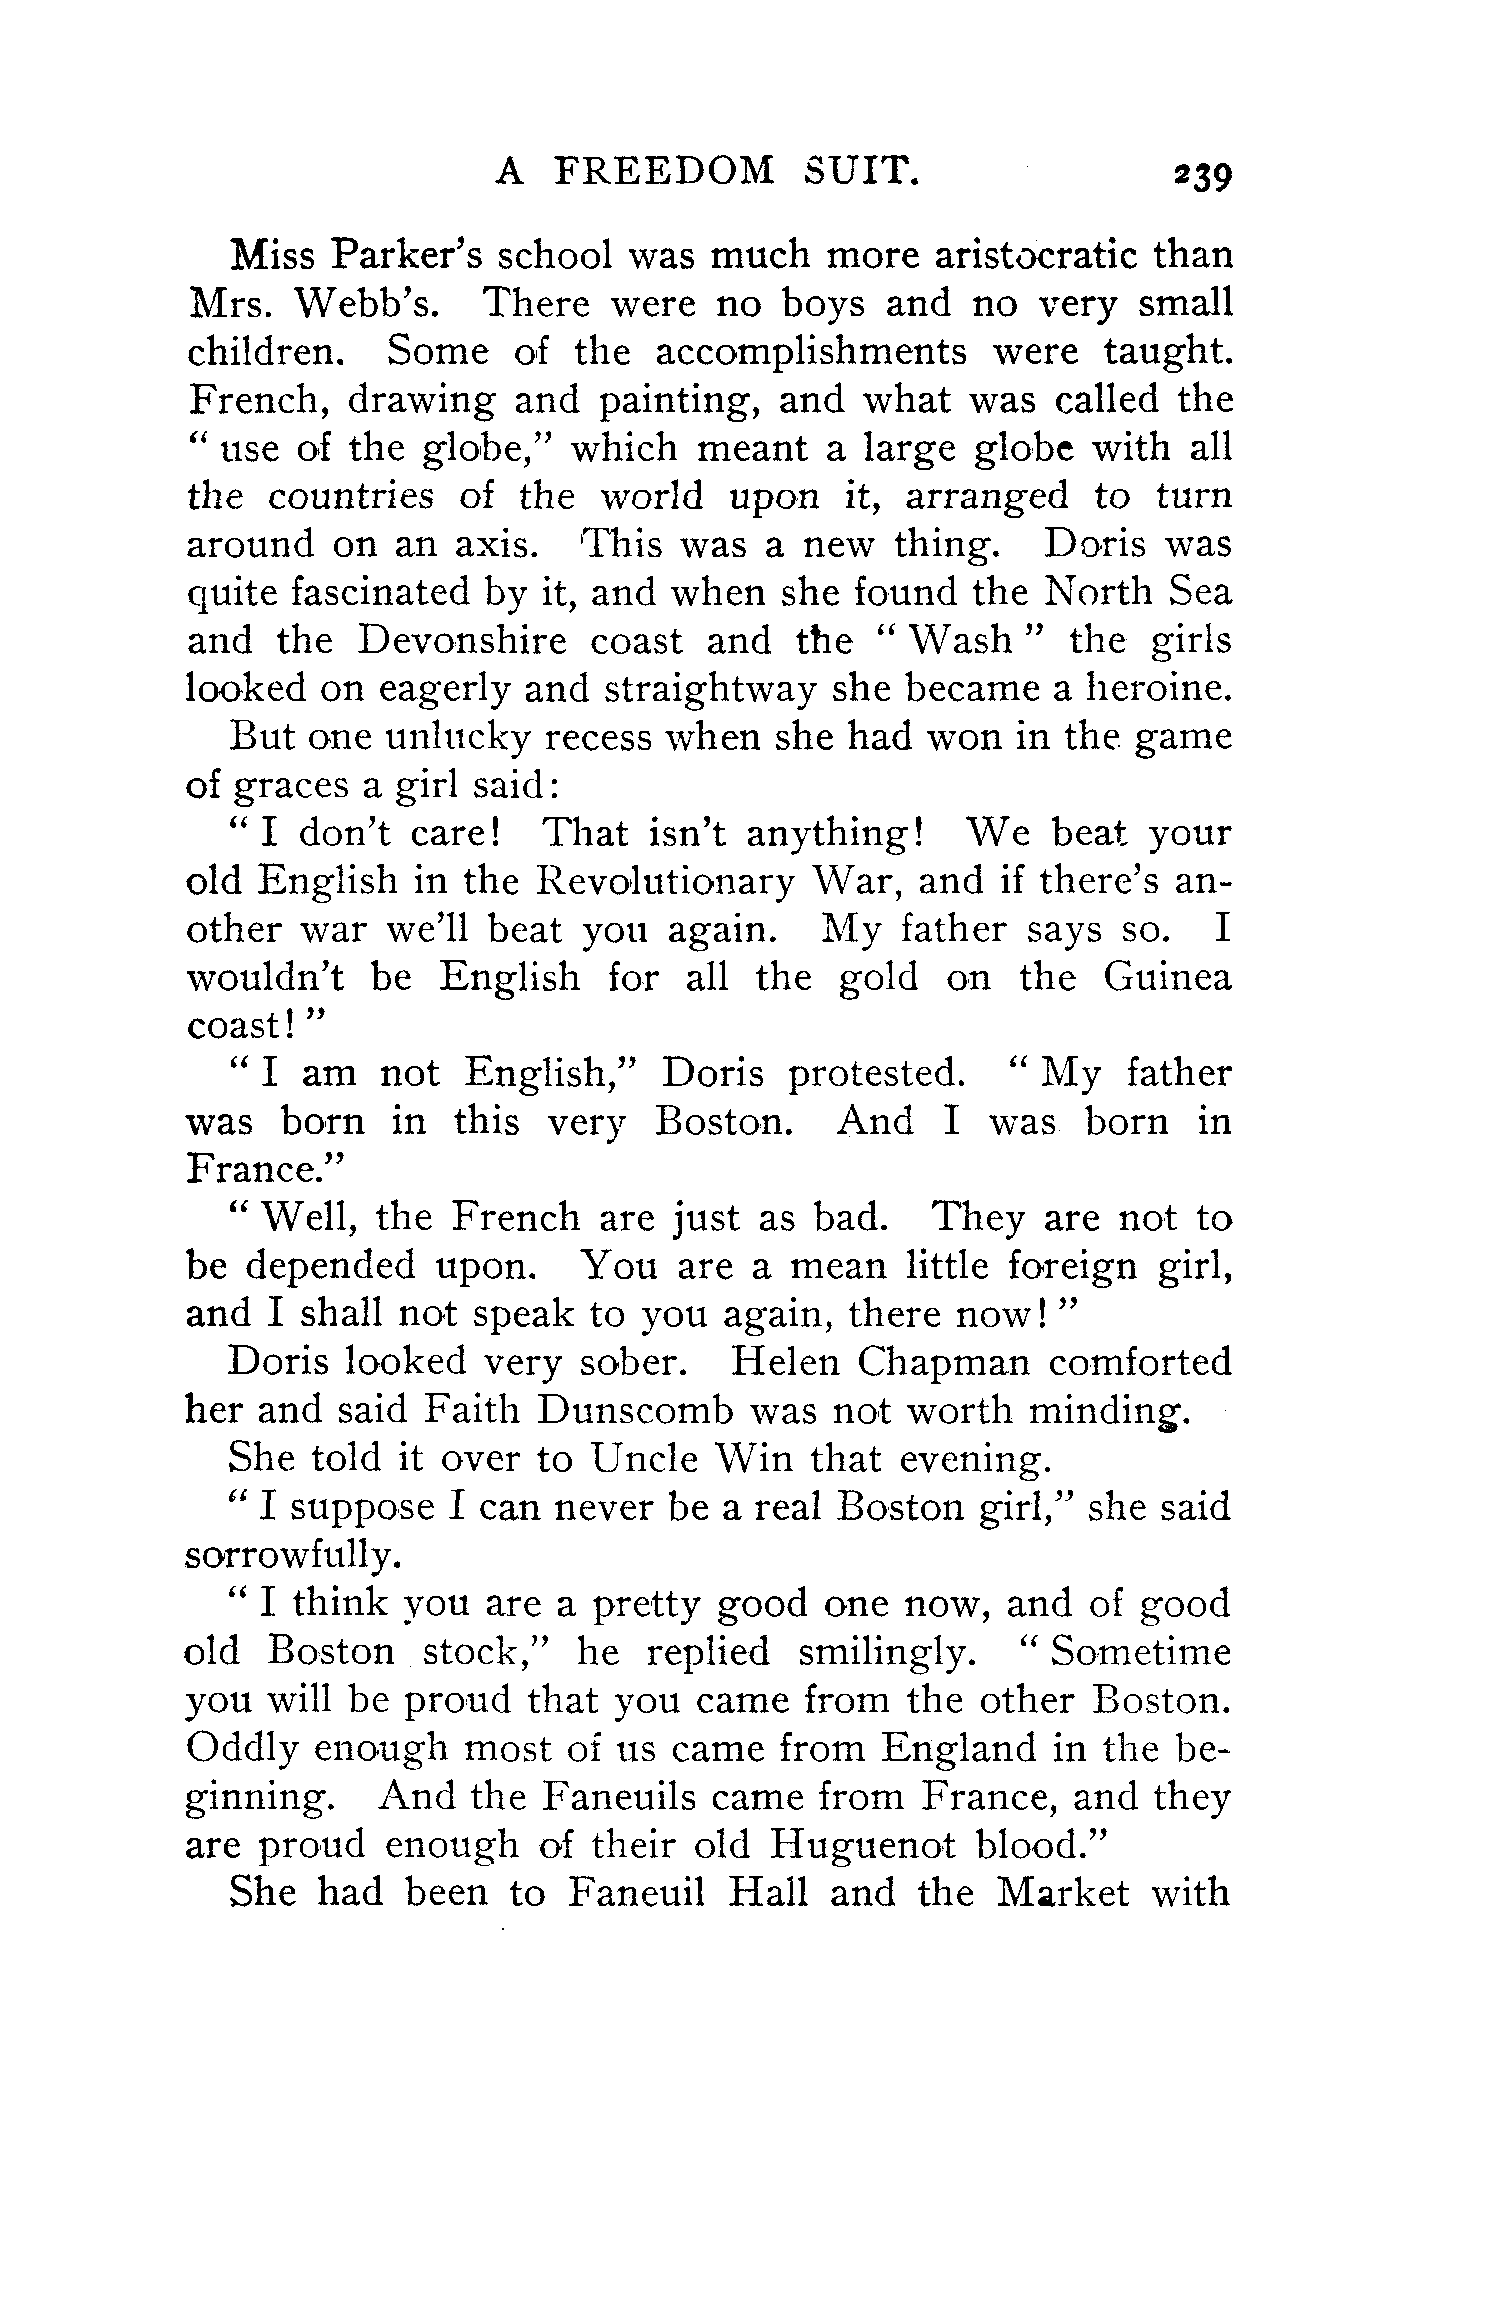 A FREEDOM SUIT. 239
Miss Parker's school was much more aristocratic than
Mrs. Webb's. There were no boys and no very small
children. Some of the accomplishments were taught.
French, drawing and painting, and what was called the
" use of the globe," which meant a large globe with all
the countries of the world upon it, arranged to turn
around on an axis. This was a new thing. Doris was
quite fascinated by it, and when she found the North Sea
and the Devonshire coast and the " Wash " the girls
looked on eagerly and straightway she became a heroine.
But one unlucky recess when she had won in the game
of graces a girl said:
" I don't care! That isn't anything! We beat your
old English in the Revolutionary War, and if there's an-
other war we'll beat you again. My father says so. I
wouldn't be English for all the gold on the Guinea
coast! "
" I am not English," Doris protested. " My father
was born in this very Boston. And I was born in
France."
" Well, the French are just as bad. They are not to
be depended upon. You are a mean little foreign girl,
and I shall not speak to you again, there now! "
Doris looked very sober. Helen Chapman comforted
her and said Faith Dunscomb was not worth minding.
She told it over to Uncle Win that evening.
" I suppose I can never be a real Boston girl," she said
sorrowfully.
" I think you are a pretty good one now, and of good
old Boston stock," he replied smilingly. " Sometime
you will be proud that you came from the other Boston.
Oddly enough most of us came from England in the be-
ginning. And the Faneuils came from France, and they
are proud enough of their old Huguenot blood."
She had been to Faneuil Hall and the Market with